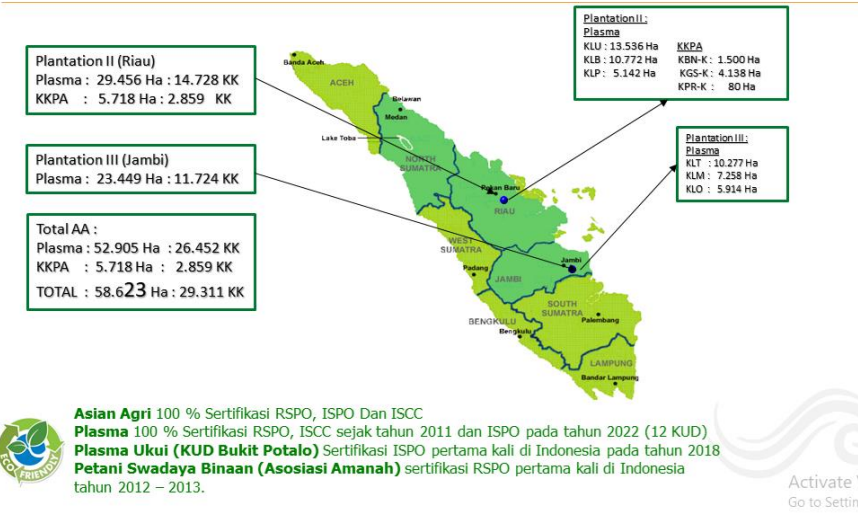 Plantation II (Riau)
Plasma : 29.456 Ha : 14.728 KK
KKPA : 5.718 Ha : 2.859 KK
Plantation III (Jambi)
Plasma : 23.449 Ha : 11.724 KK
Total AA :
Plasma : 52.905 Ha : 26.452 KK
KKPA : 5.718 Ha : 2.859 KK
TOTAL : 58.623 Ha : 29.311 KK
Plantation II :
Plasma
KLU : 13.536 Ha KKPA
KLB : 10.772 Ha KBN-K : 1.500 Ha
KLP : 5.142 Ha KGS-K : 4.138 Ha
KPR-K : 80 Ha
Plantation III :
Plasma
KLT : 10.277 Ha
KLM : 7.258 Ha
KLO : 5.914 Ha
Banda Aceh
ACEH
Belawan
Medan
Lake Toba
NORTH
SUMATRA
Pekan Baru
RIAU
WEST
SUMATRA
Padang
Jambi
JAMBI
SOUTH
SUMATRA
Palembang
BENGKULU
Bengkulu
LAMPUNG
Bandar Lampung
Asian Agri 100 % Sertifikasi RSPO, ISPO Dan ISCC
Plasma 100 % Sertifikasi RSPO, ISCC sejak tahun 2011 dan ISPO pada tahun 2022 (12 KUD)
Plasma Ukui (KUD Bukit Potalo) Sertifikasi ISPO pertama kali di Indonesia pada tahun 2018
Petani Swadaya Binaan (Asosiasi Amanah) sertifikasi RSPO pertama kali di Indonesia
tahun 2012 – 2013.
ECO FRIENDLY
Activate
Go to Settin